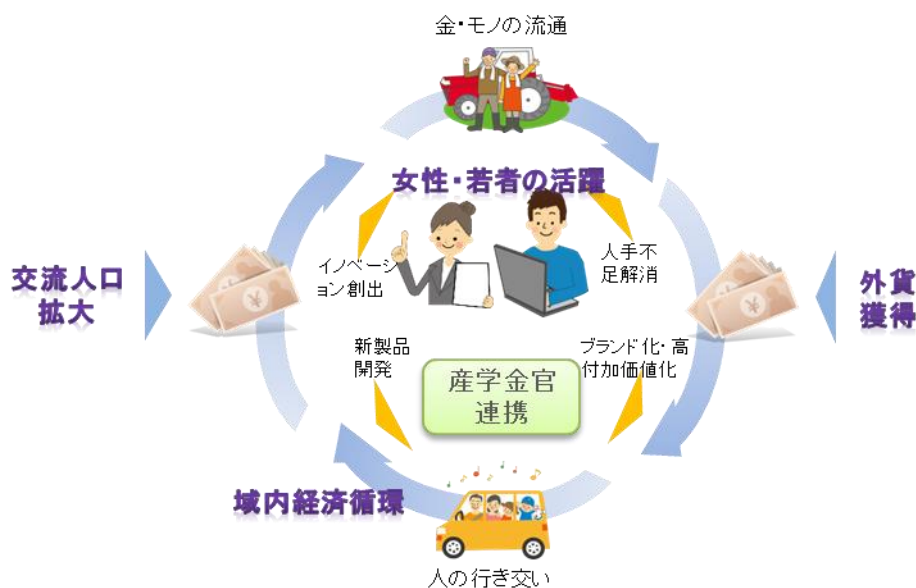 金・モノの流通
女性・若者の活躍
イノベーシ
ョン創出
人手不
足解消
交流人口
拡大
外貨
獲得
新製品
開発
ブランド化・高
付加価値化
産学金官
連携
域内経済循環
人の行き交い